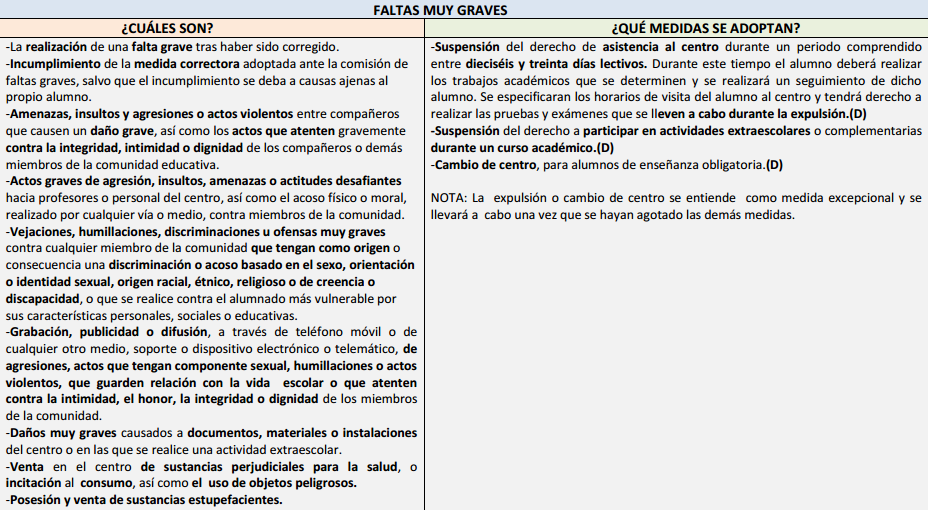 FALTAS MUY GRAVES
¿CUÁLES SON?
-La realización de una falta grave tras haber sido corregido.
-Incumplimiento de la medida correctora adoptada ante la comisión de
faltas graves, salvo que el incumplimiento se deba a causas ajenas al
propio alumno.
-Amenazas, insultos y agresiones o actos violentos entre compañeros
que causen un daño grave, así como los actos que atenten gravemente
contra la integridad, intimidad o dignidad de los compañeros o demás
miembros de la comunidad educativa.
-Actos graves de agresión, insultos, amenazas o actitudes desafiantes
hacia profesores o personal del centro, así como el acoso físico o moral,
realizado por cualquier vía o medio, contra miembros de la comunidad.
-Vejaciones, humillaciones, discriminaciones u ofensas muy graves
contra cualquier miembro de la comunidad que tengan como origen o
consecuencia una discriminación o acoso basado en el sexo, orientación
o identidad sexual, origen racial, étnico, religioso o de creencia o
discapacidad, o que se realice contra el alumnado más vulnerable por
sus características personales, sociales o educativas.
-Grabación, publicidad o difusión, a través de teléfono móvil o de
cualquier otro medio, soporte o dispositivo electrónico o telemático, de
agresiones, actos que tengan componente sexual, humillaciones o actos
violentos, que guarden relación con la vida escolar o que atenten
contra la intimidad, el honor, la integridad o dignidad de los miembros
de la comunidad.
-Daños muy graves causados a documentos, materiales o instalaciones
del centro o en las que se realice una actividad extraescolar.
-Venta en el centro de sustancias perjudiciales para la salud, o
incitación al consumo, así como el uso de objetos peligrosos.
-Posesión y venta de sustancias estupefacientes.
¿QUÉ MEDIDAS SE ADOPTAN?
-Suspensión del derecho de asistencia al centro durante un periodo comprendido
entre dieciséis y treinta días lectivos. Durante este tiempo el alumno deberá realizar
los trabajos académicos que se determinen y se realizará un seguimiento de dicho
alumno. Se especificaran los horarios de visita del alumno al centro y tendrá derecho a
realizar las pruebas y exámenes que se lleven a cabo durante la expulsión.(D)
-Suspensión del derecho a participar en actividades extraescolares o complementarias
durante un curso académico.(D)
-Cambio de centro, para alumnos de enseñanza obligatoria.(D)
NOTA: La expulsión o cambio de centro se entiende como medida excepcional y se
llevará a cabo una vez que se hayan agotado las demás medidas.